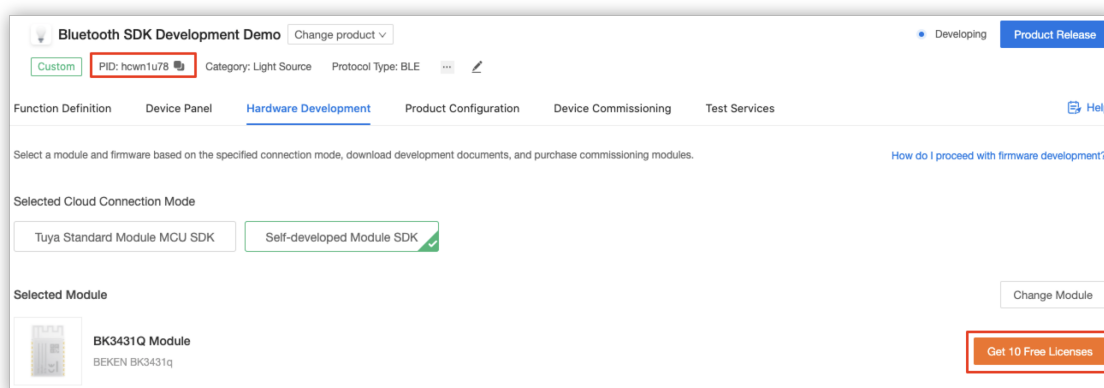 Bluetooth SDK Development Demo Change product Developing Product Release
Custom PID: hcwn1u78 Category: Light Source Protocol Type: BLE ...
Function Definition Device Panel Hardware Development Product Configuration Device Commissioning Test Services Hel
Select a module and firmware based on the specified connection mode, download development documents, and purchase commissioning modules. How do I proceed with firmware development?
Selected Cloud Connection Mode
Tuya Standard Module MCU SDK Self-developed Module SDK
Selected Module Change Module
BK3431Q Module
BEKEN BK3431q
Get 10 Free Licenses